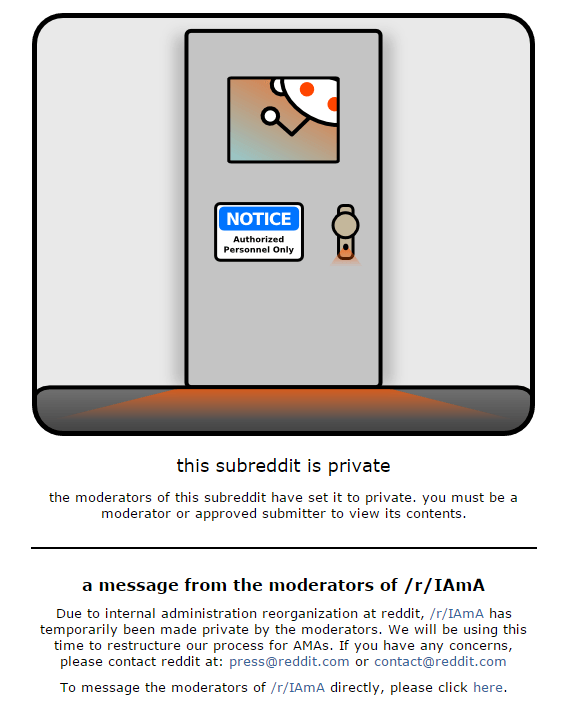 NOTICE
Authorized
Personnel Only
this subreddit is private
the moderators of this subreddit have set it to private. you must be a
moderator or approved submitter to view its contents.
a message from the moderators of /r/IAmA
Due to internal administration reorganization at reddit, /r/IAmA has
temporarily been made private by the moderators. We will be using this
time to restructure our process for AMAs. If you have any concerns,
please contact reddit at: press@reddit.com or contact@reddit.com
To message the moderators of /r/IAmA directly, please click here.